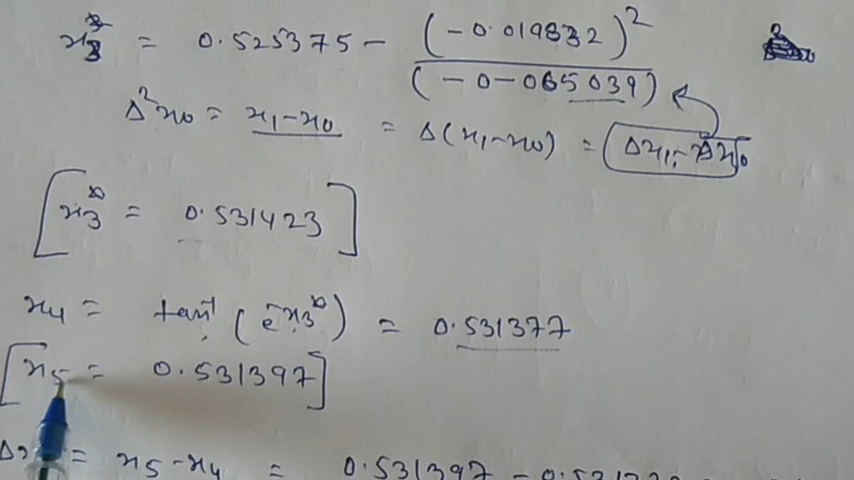 x₃* = 0.525375 - (-0.019832)² / (-0-065039)
Δ²x₀ = x₁-x₀ = Δ(x₁-x₀) = Δx₁-Δx₀
[x₃* = 0.531423]
x₄ = tan⁻¹(e⁻x₃*) = 0.531377
[x₅ = 0.531397]
= x₅-x₄ = 0.531397 -